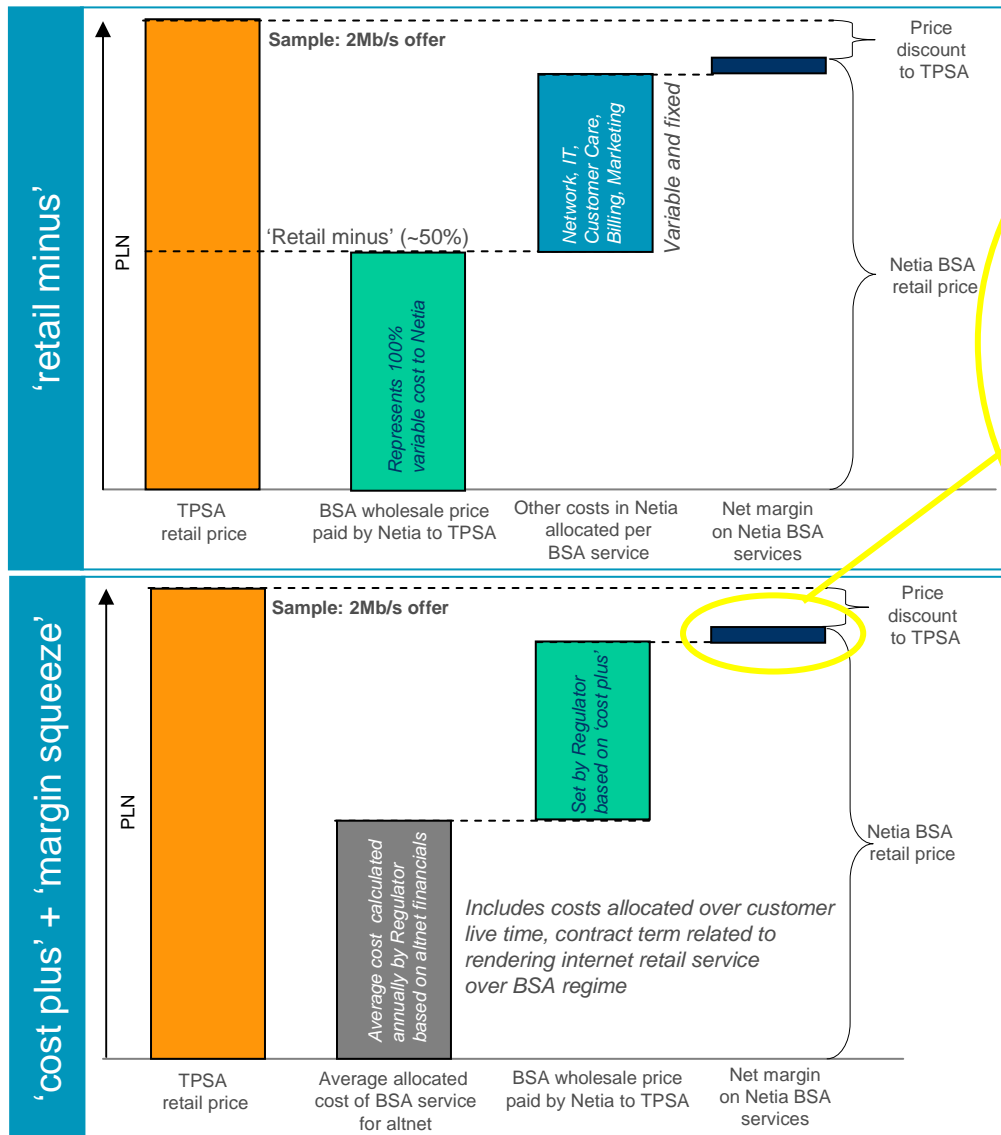 'retail minus'
PLN
Sample: 2Mb/s offer
Price
discount
to TPSA
'Retail minus' (~50%)
Represents 100%
variable cost to Netia
Network, IT,
Customer Care,
Billing, Marketing
Variable and fixed
Netia BSA
retail price
TPSA
retail price
BSA wholesale price
paid by Netia to TPSA
Other costs in Netia
allocated per
BSA service
Net margin
on Netia BSA
services
'cost plus' + 'margin squeeze'
PLN
Sample: 2Mb/s offer
Price
discount
to TPSA
Average cost calculated
annually by Regulator
based on altnet financials
Set by Regulator
based on 'cost plus'
Includes costs allocated over customer
live time, contract term related to
rendering internet retail service
over BSA regime
Netia BSA
retail price
TPSA
retail price
Average allocated
cost of BSA service
for altnet
BSA wholesale price
paid by Netia to TPSA
Net margin
on Netia BSA
services